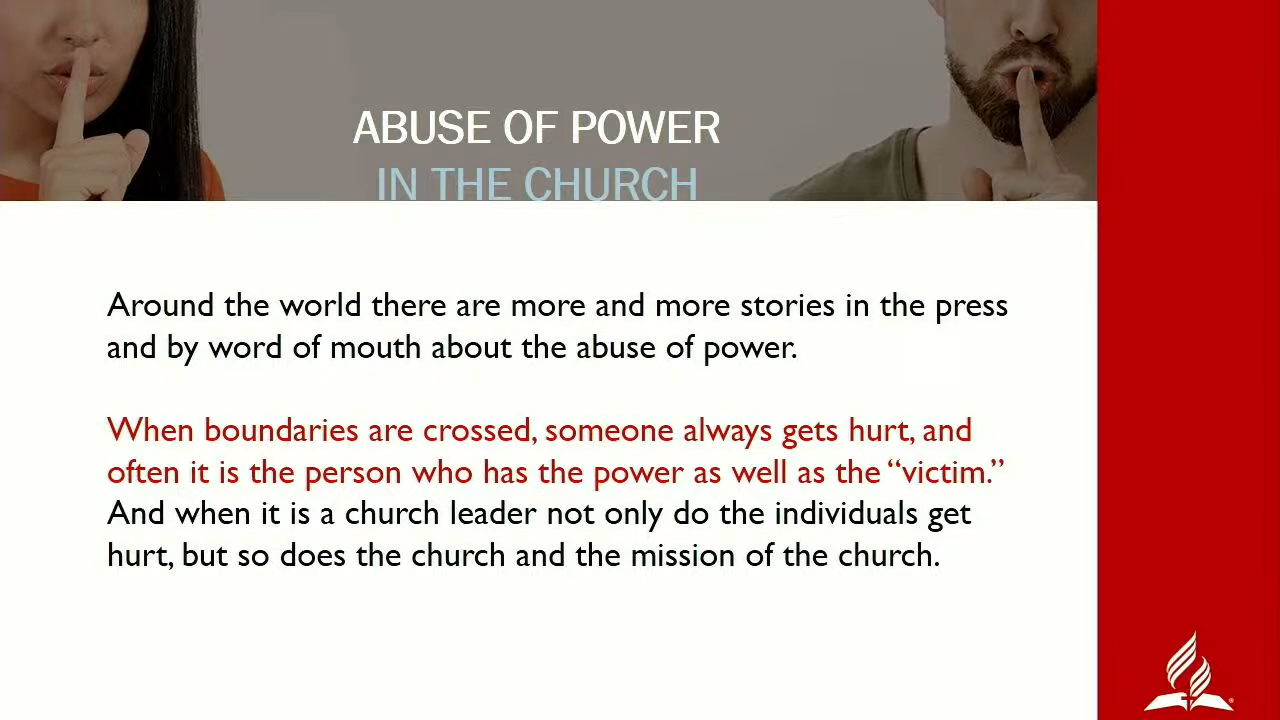 ABUSE OF POWER
IN THE CHURCH
Around the world there are more and more stories in the press
and by word of mouth about the abuse of power.
When boundaries are crossed, someone always gets hurt, and
often it is the person who has the power as well as the “victim.”
And when it is a church leader not only do the individuals get
hurt, but so does the church and the mission of the church.